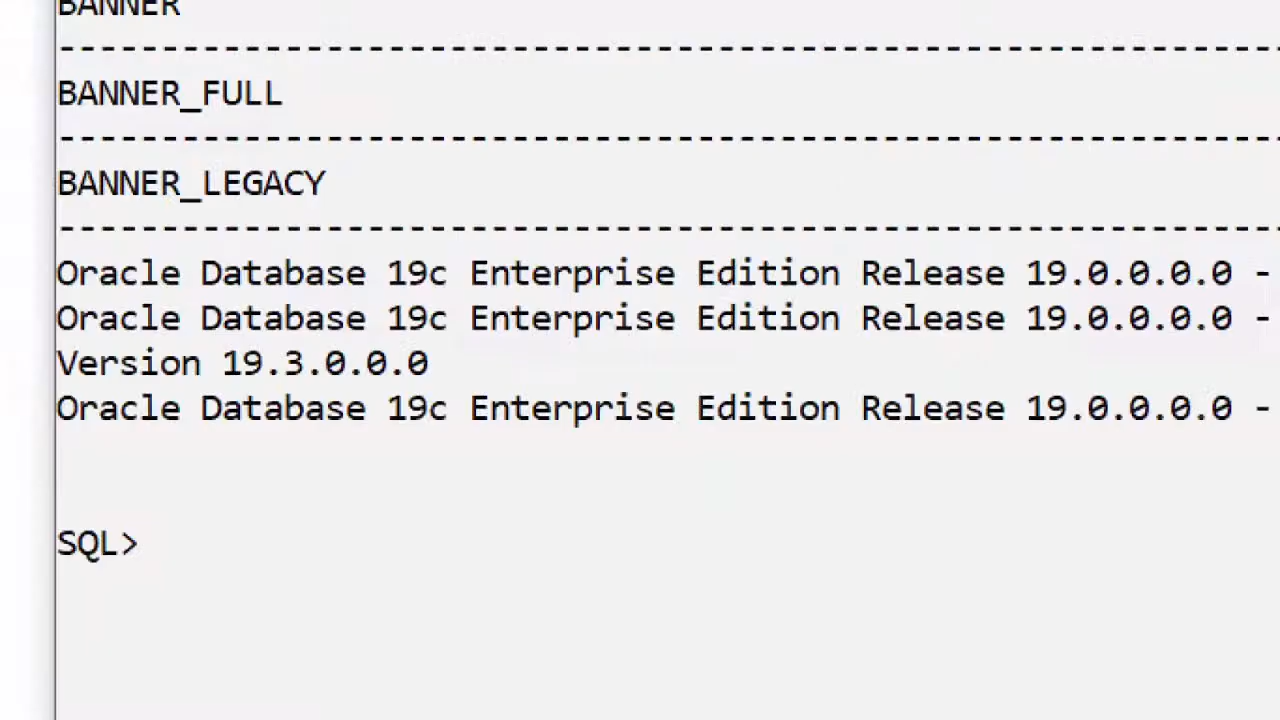 BANNER
--------------------------------------------------------------------------------
BANNER_FULL
--------------------------------------------------------------------------------
BANNER_LEGACY
--------------------------------------------------------------------------------
Oracle Database 19c Enterprise Edition Release 19.0.0.0.0 -
Oracle Database 19c Enterprise Edition Release 19.0.0.0.0 -
Version 19.3.0.0.0
Oracle Database 19c Enterprise Edition Release 19.0.0.0.0 -
SQL>